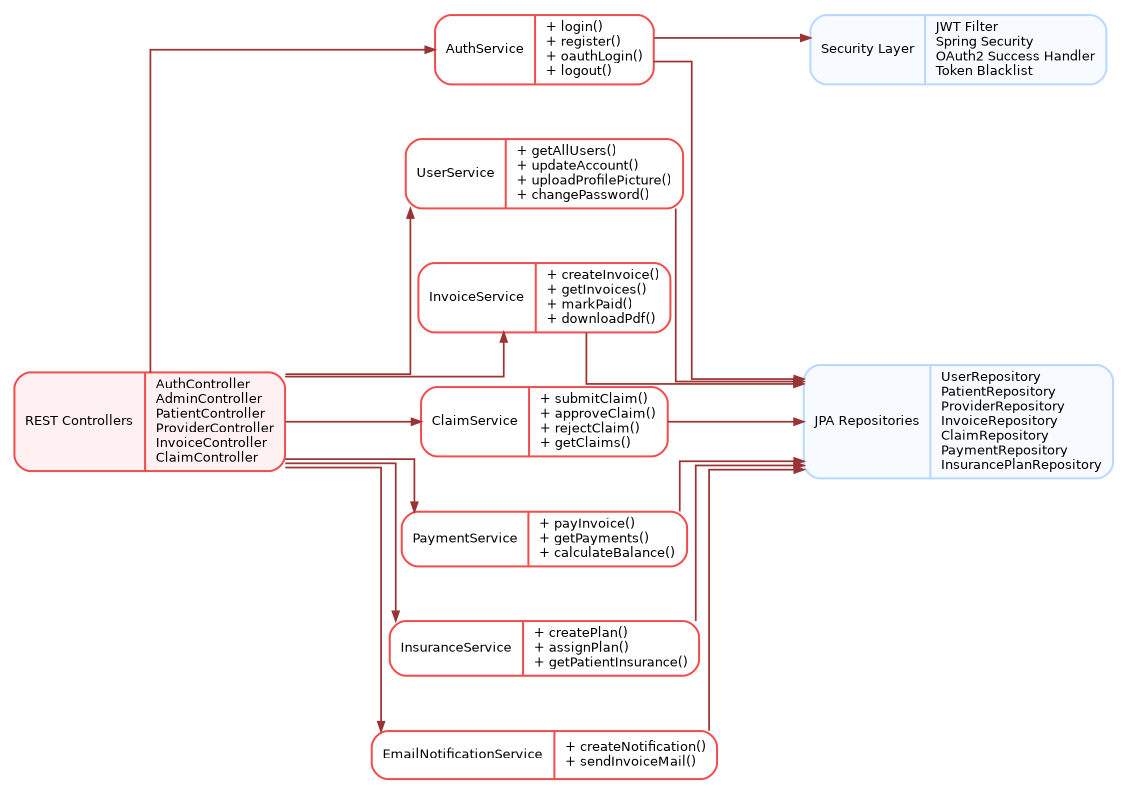 AuthService
+ login()
+ register()
+ oauthLogin()
+ logout()
Security Layer
JWT Filter
Spring Security
OAuth2 Success Handler
Token Blacklist
UserService
+ getAllUsers()
+ updateAccount()
+ uploadProfilePicture()
+ changePassword()
InvoiceService
+ createInvoice()
+ getInvoices()
+ markPaid()
+ downloadPdf()
REST Controllers
AuthController
AdminController
PatientController
ProviderController
InvoiceController
ClaimController
ClaimService
+ submitClaim()
+ approveClaim()
+ rejectClaim()
+ getClaims()
JPA Repositories
UserRepository
PatientRepository
ProviderRepository
InvoiceRepository
ClaimRepository
PaymentRepository
InsurancePlanRepository
PaymentService
+ payInvoice()
+ getPayments()
+ calculateBalance()
InsuranceService
+ createPlan()
+ assignPlan()
+ getPatientInsurance()
EmailNotificationService
+ createNotification()
+ sendInvoiceMail()